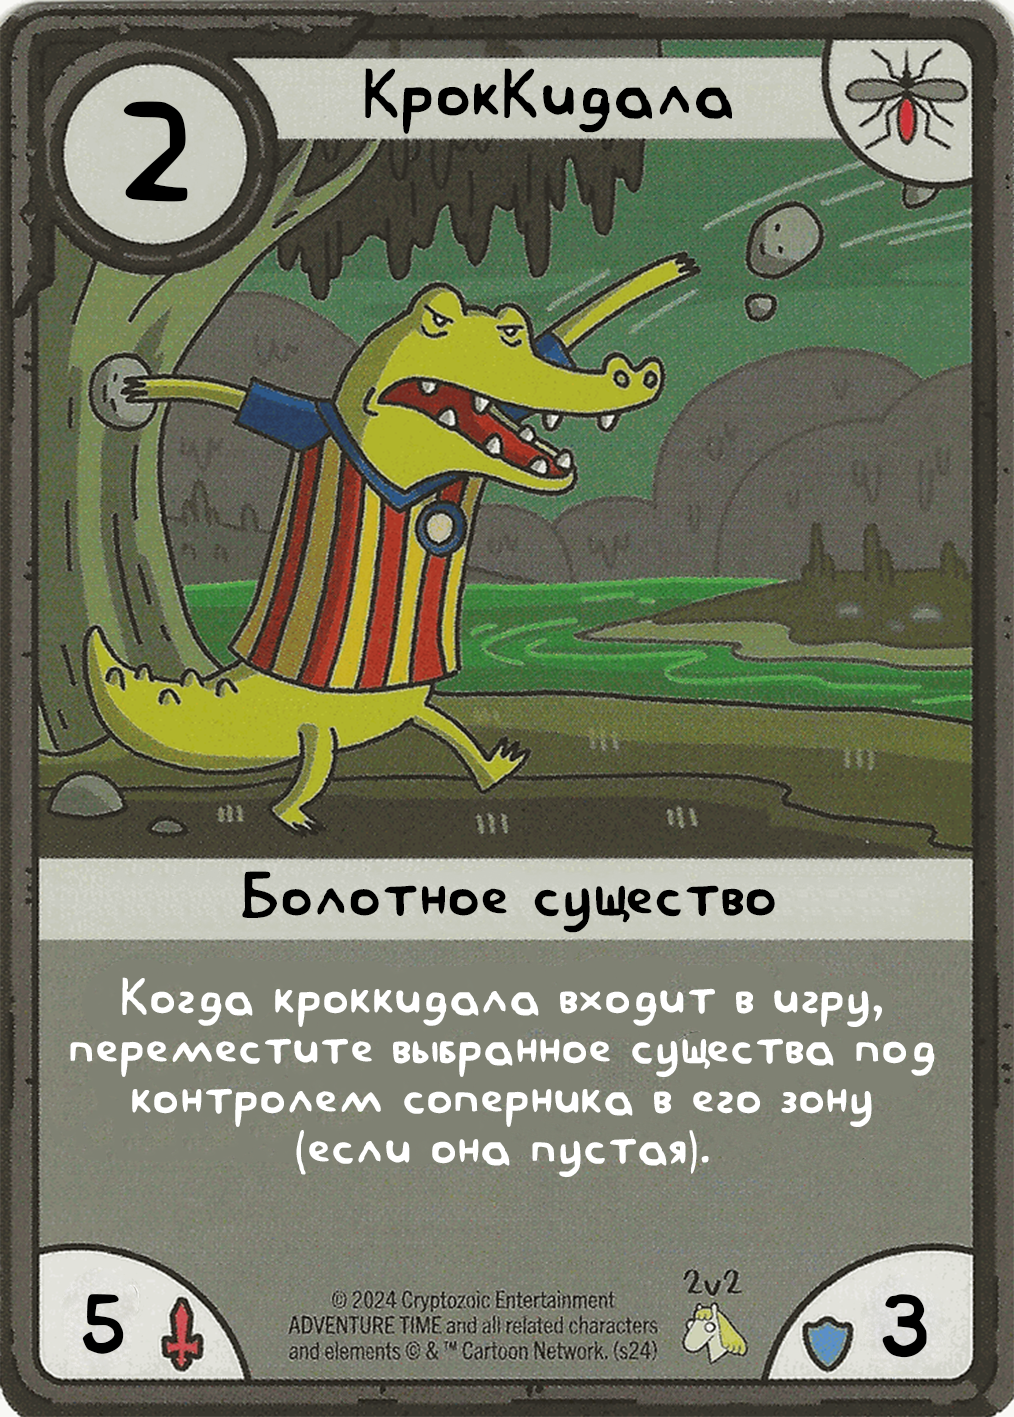 2
КрокКидала
Болотное существо
Когда кроккидала входит в игру,
переместите выбранное существа под
контролем соперника в его зону
(если она пустая).
5
© 2024 Cryptozoic Entertainment
ADVENTURE TIME and all related characters
and elements © & ™ Cartoon Network. (s24)
2v2
3